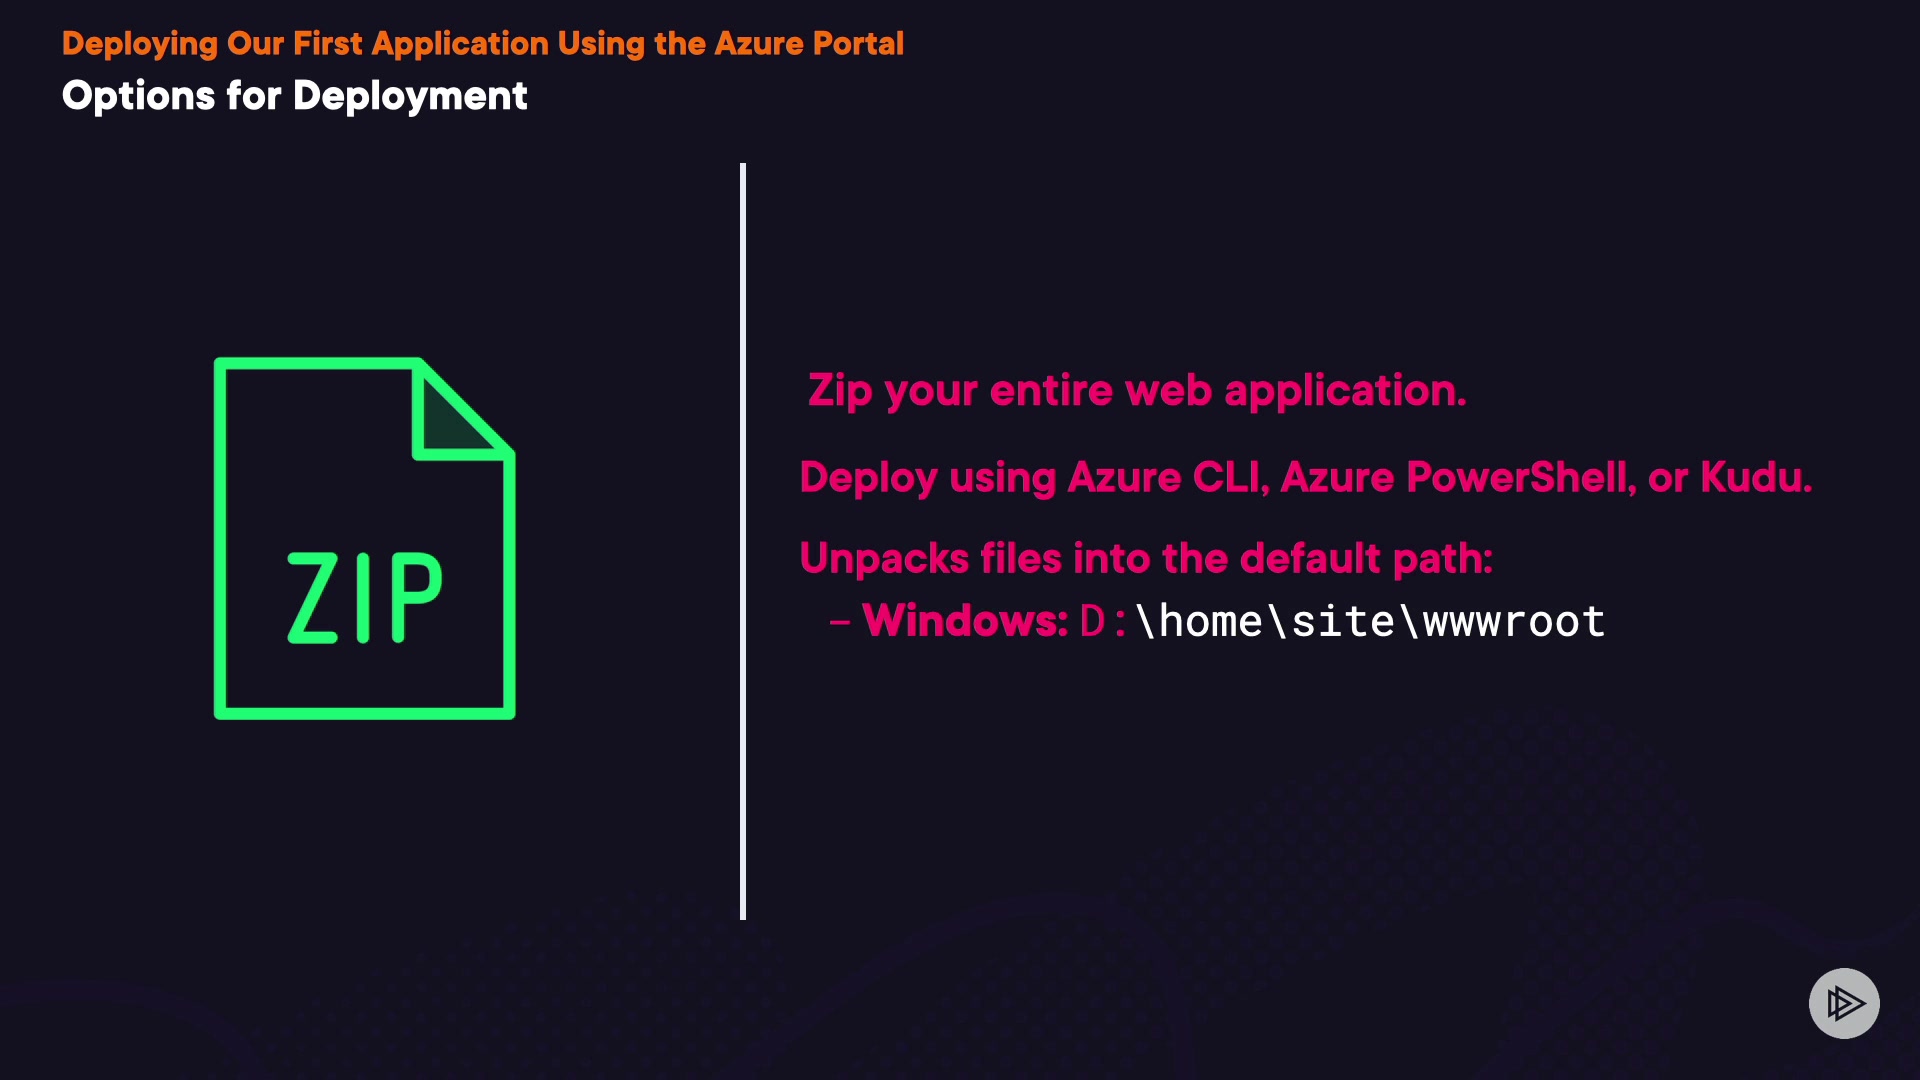 Deploying Our First Application Using the Azure Portal
Options for Deployment
ZIP
Zip your entire web application.
Deploy using Azure CLI, Azure PowerShell, or Kudu.
Unpacks files into the default path:
– Windows: D:\home\site\wwwroot